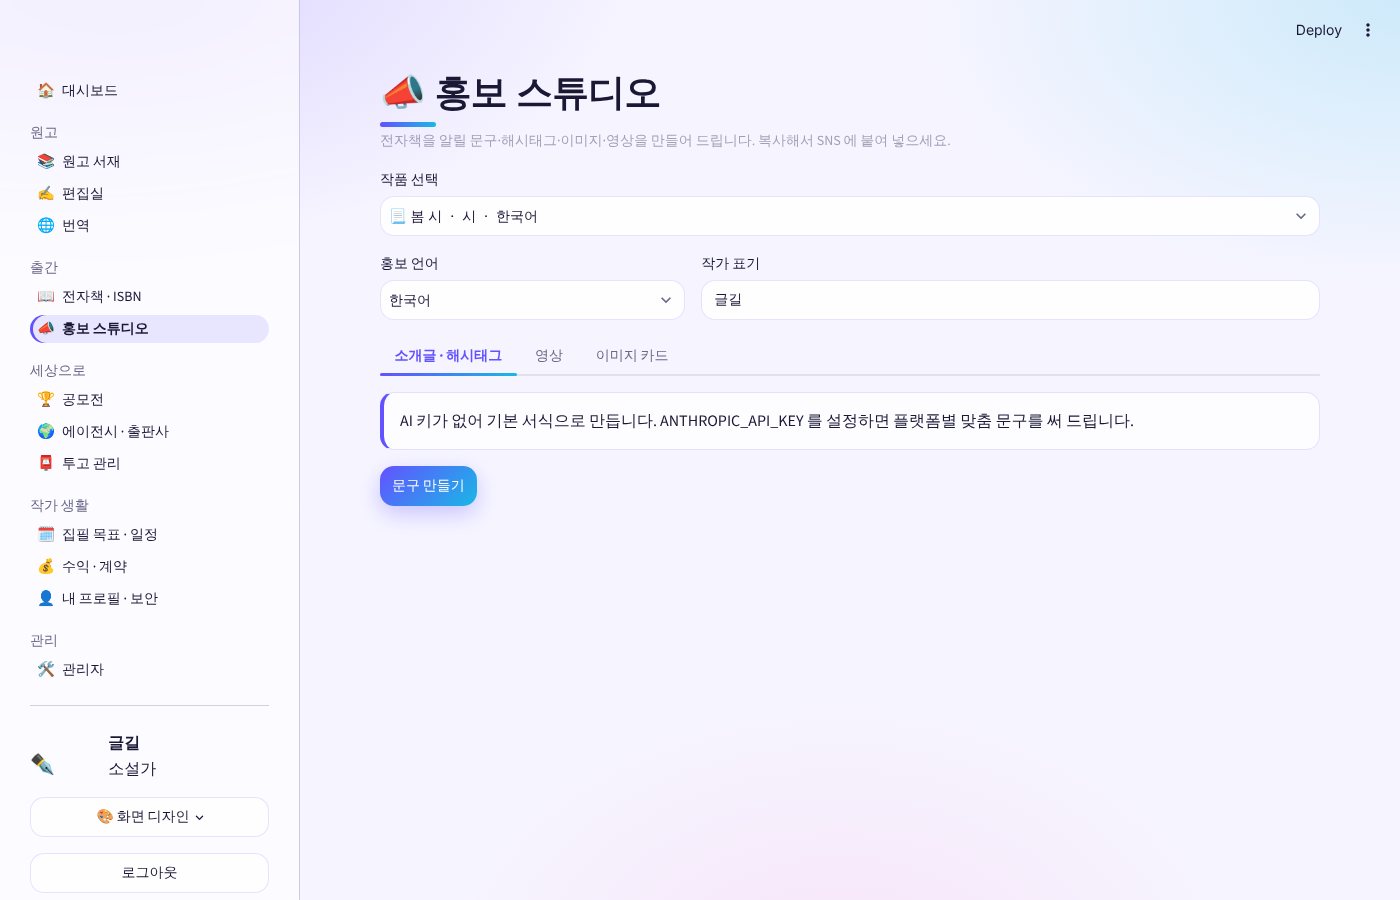 Deploy
대시보드
원고
원고 서재
편집실
번역
출간
전자책 · ISBN
홍보 스튜디오
세상으로
공모전
에이전시 · 출판사
투고 관리
작가 생활
집필 목표 · 일정
수익 · 계약
내 프로필 · 보안
관리
관리자
글길
소설가
화면 디자인
로그아웃
홍보 스튜디오
전자책을 알릴 문구·해시태그·이미지·영상을 만들어 드립니다. 복사해서 SNS 에 붙여 넣으세요.
작품 선택
봄 시 · 시 · 한국어
홍보 언어
작가 표기
한국어
글길
소개글 · 해시태그
영상
이미지 카드
AI 키가 없어 기본 서식으로 만듭니다. ANTHROPIC_API_KEY 를 설정하면 플랫폼별 맞춤 문구를 써 드립니다.
문구 만들기